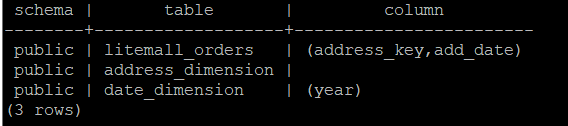 schema | table | column
--------+-------------------+-------------------------
public | litemall_orders | (address_key,add_date)
public | address_dimension |
public | date_dimension | (year)
(3 rows)